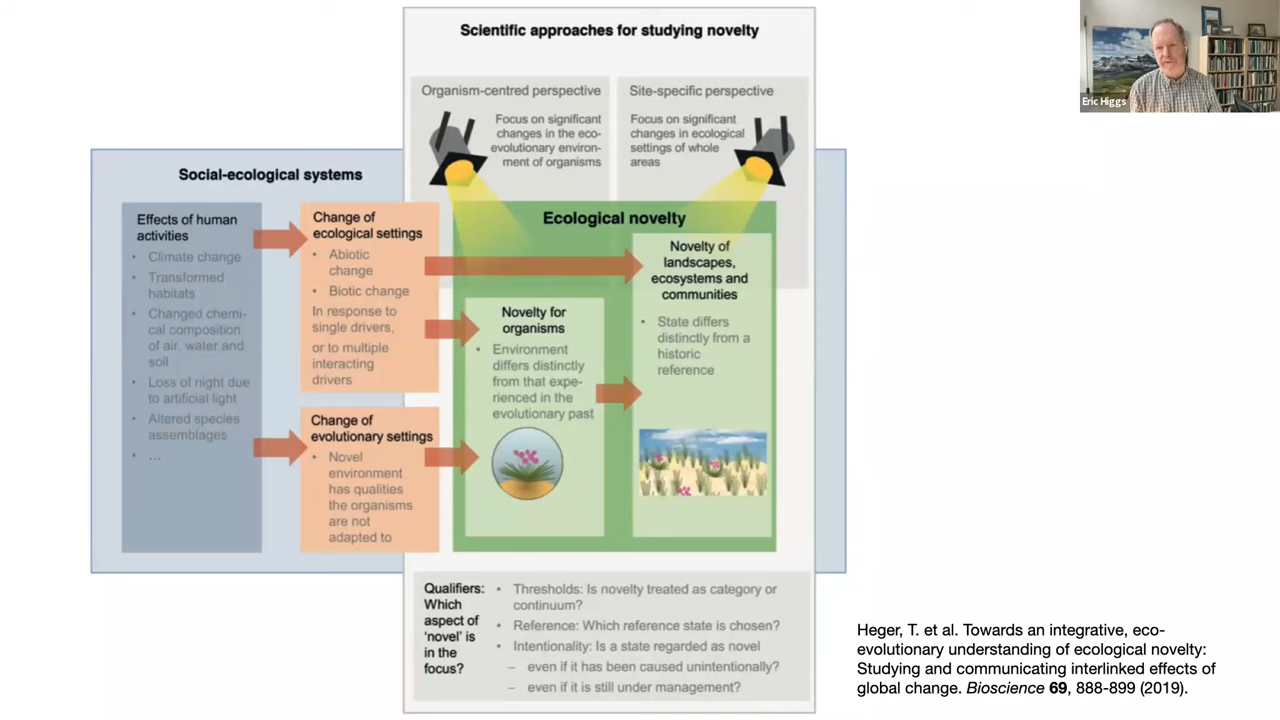 Scientific approaches for studying novelty
Organism-centred perspective
Focus on significant
changes in the eco-
evolutionary environ-
ment of organisms
Site-specific perspective
Focus on significant
changes in ecological
settings of whole
areas
Eric Higgs
Social-ecological systems
Effects of human
activities
• Climate change
• Transformed
habitats
• Changed chemi-
cal composition
of air. water and
soil
• Loss of night due
to artificial light
• Altered species
assemblages
• ...
Change of
ecological settings
• Abiotic
change
• Biotic change
In response to
single drivers,
or to multiple
interacting
drivers
Change of
evolutionary settings
• Novel
environment
has qualities
the organisms
are not
adapted to
Ecological novelty
Novelty for
organisms
• Environment
differs distinctly
from that expe-
rienced in the
evolutionary past
Novelty of
landscapes,
ecosystems and
communities
• State differs
distinctly from a
historic
reference
Qualifiers:
Which
aspect of
'novel' is
in the
focus?
• Thresholds: Is novelty treated as category or
continuum?
• Reference: Which reference state is chosen?
• Intentionality: Is a state regarded as novel
– even if it has been caused unintentionally?
– even if it is still under management?
Heger, T. et al. Towards an integrative, eco-
evolutionary understanding of ecological novelty:
Studying and communicating interlinked effects of
global change. Bioscience 69, 888-899 (2019).